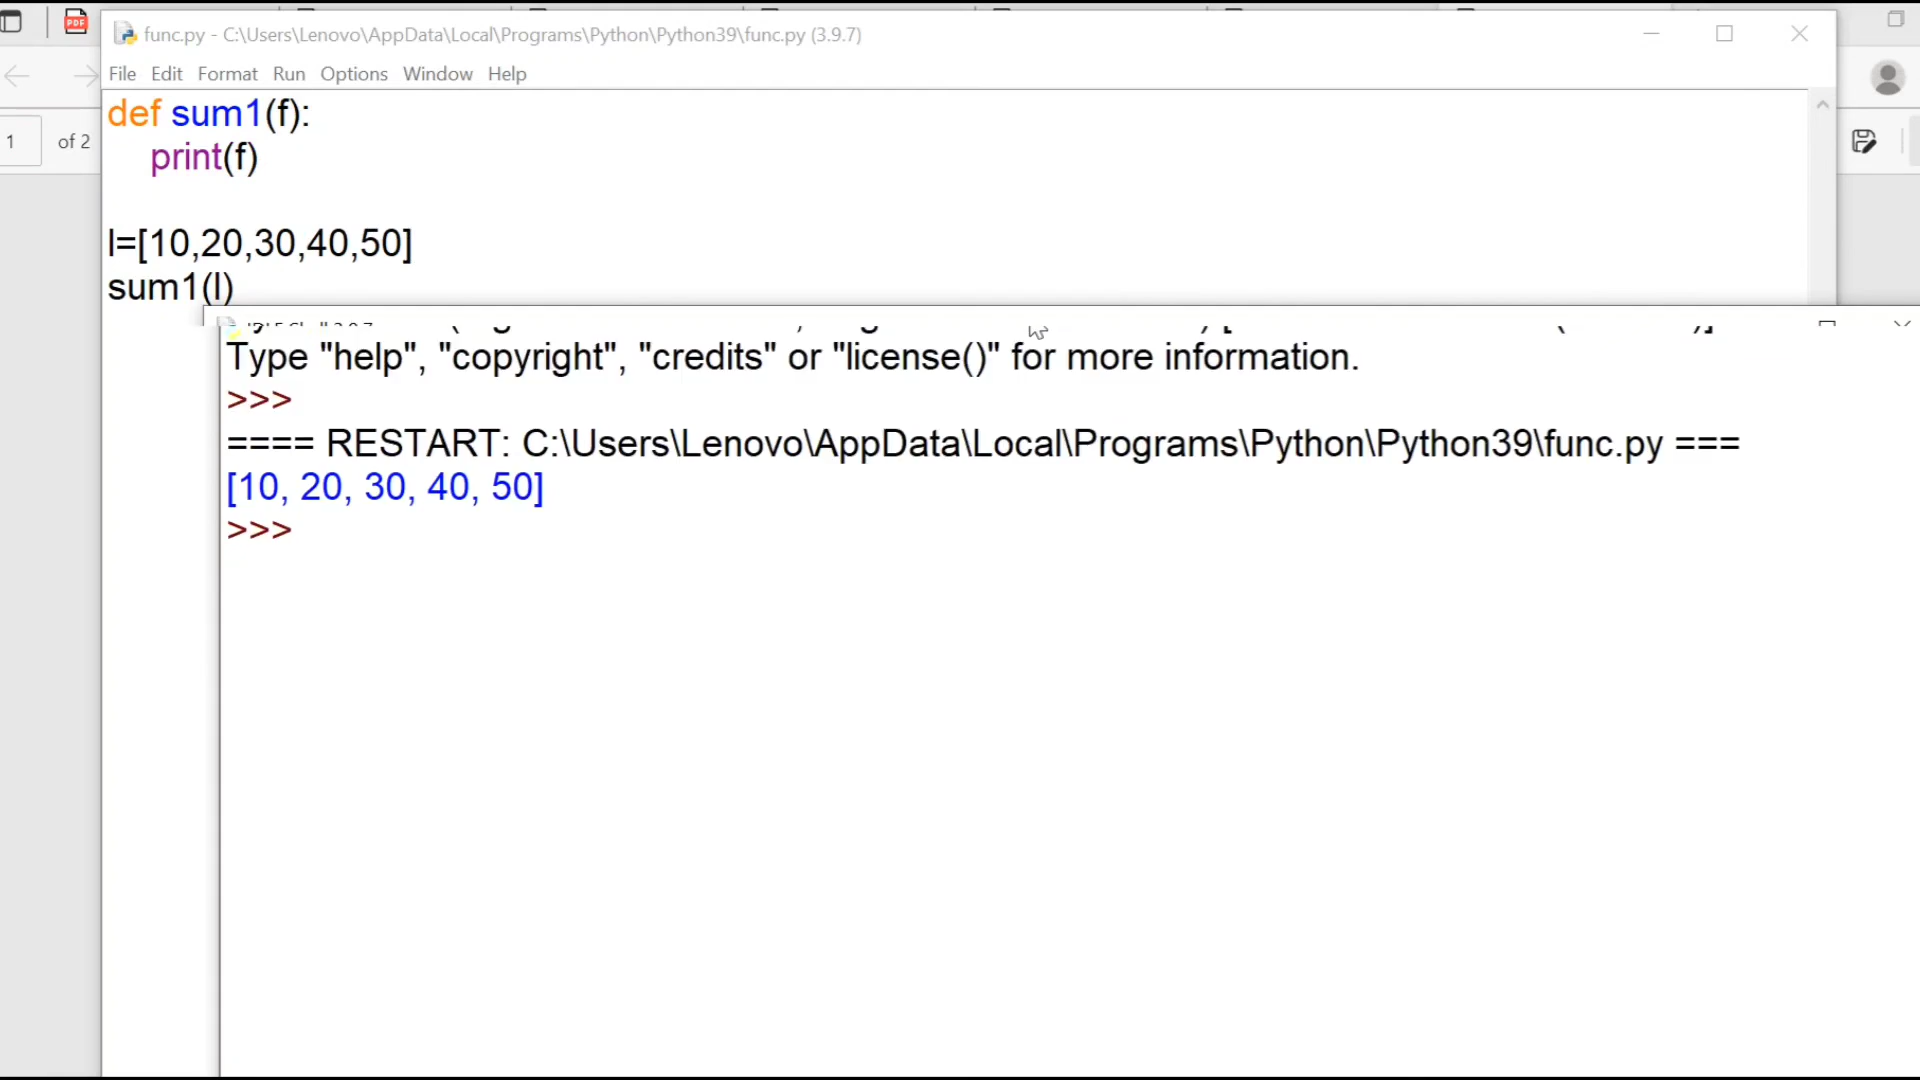 PDF
func.py - C:\Users\Lenovo\AppData\Local\Programs\Python\Python39\func.py (3.9.7)
File Edit Format Run Options Window Help
1 of 2
def sum1(f):
    print(f)
l=[10,20,30,40,50]
sum1(l)
Type "help", "copyright", "credits" or "license()" for more information.
>>>
==== RESTART: C:\Users\Lenovo\AppData\Local\Programs\Python\Python39\func.py ===
[10, 20, 30, 40, 50]
>>>